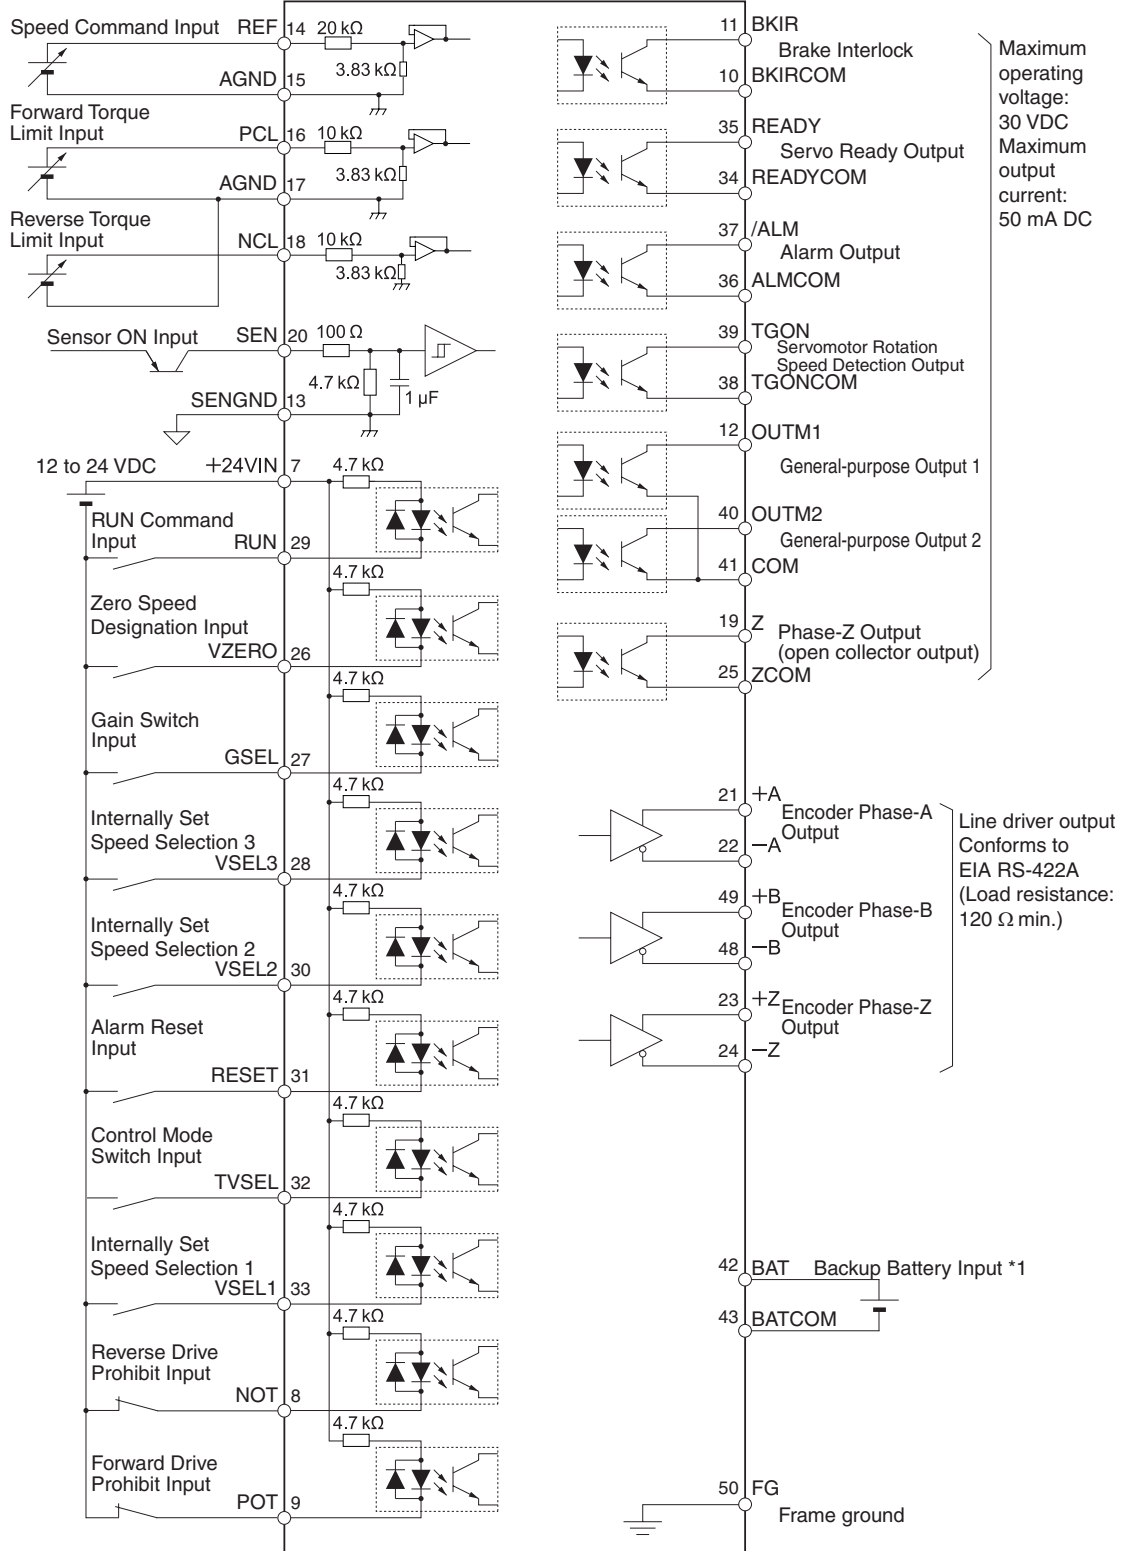 Speed Command Input REF 14 20 kΩ
3.83 kΩ
AGND 15
Forward Torque
Limit Input PCL 16 10 kΩ
3.83 kΩ
AGND 17
Reverse Torque
Limit Input NCL 18 10 kΩ
3.83 kΩ
Sensor ON Input SEN 20 100 Ω
4.7 kΩ
1 µF
SENGND 13
12 to 24 VDC +24VIN 7 4.7 kΩ
RUN Command
Input
RUN 29
4.7 kΩ
Zero Speed
Designation Input
VZERO 26
4.7 kΩ
Gain Switch
Input
GSEL 27
4.7 kΩ
Internally Set
Speed Selection 3
VSEL3 28
4.7 kΩ
Internally Set
Speed Selection 2
VSEL2 30
4.7 kΩ
Alarm Reset
Input
RESET 31
4.7 kΩ
Control Mode
Switch Input
TVSEL 32
4.7 kΩ
Internally Set
Speed Selection 1
VSEL1 33
4.7 kΩ
Reverse Drive
Prohibit Input
NOT 8
4.7 kΩ
Forward Drive
Prohibit Input
POT 9
11 BKIR
Brake Interlock
10 BKIRCOM
35 READY
Servo Ready Output
34 READYCOM
37 /ALM
Alarm Output
36 ALMCOM
39 TGON
Servomotor Rotation
Speed Detection Output
38 TGONCOM
12 OUTM1
General-purpose Output 1
40 OUTM2
General-purpose Output 2
41 COM
19 Z
Phase-Z Output
(open collector output)
25 ZCOM
Maximum
operating
voltage:
30 VDC
Maximum
output
current:
50 mA DC
21 +A
Encoder Phase-A
Output
22 −A
49 +B
Encoder Phase-B
Output
48 −B
23 +Z
Encoder Phase-Z
Output
24 −Z
Line driver output
Conforms to
EIA RS-422A
(Load resistance:
120 Ω min.)
42 BAT Backup Battery Input *1
43 BATCOM
50 FG
Frame ground